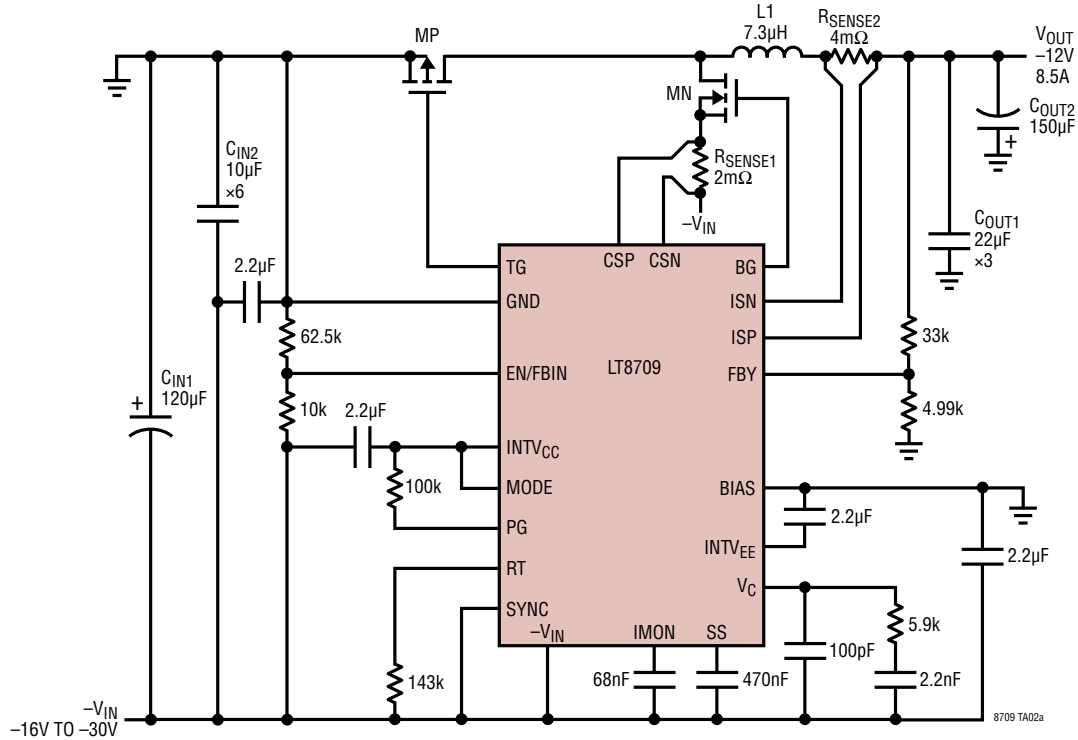 MP
L1
7.3µH
RSENSE2
4mΩ
VOUT
–12V
8.5A
MN
COUT2
150µF
+
CIN2
10µF
×6
RSENSE1
2mΩ
–VIN
COUT1
22µF
×3
2.2µF
TG
CSP
CSN
BG
GND
ISN
62.5k
ISP
33k
LT8709
EN/FBIN
FBY
CIN1
120µF
+
10k
2.2µF
4.99k
INTVCC
100k
MODE
BIAS
2.2µF
PG
INTVEE
2.2µF
RT
VC
SYNC
5.9k
–VIN
IMON
SS
100pF
143k
68nF
470nF
2.2nF
–VIN
–16V TO –30V
8709 TA02a